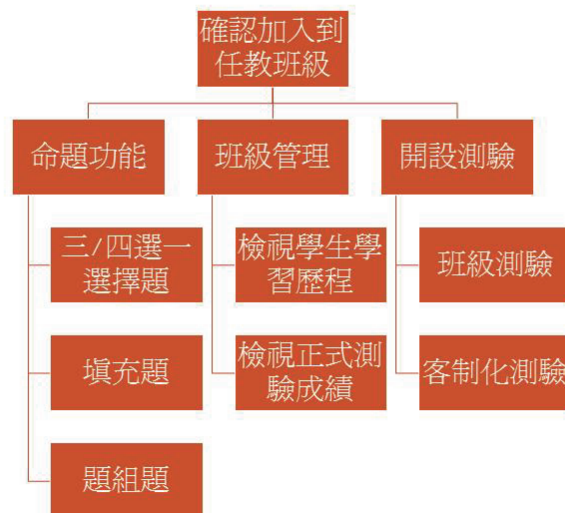 確認加入到
任教班級
命題功能
班級管理
開設測驗
三/四選一
選擇題
檢視學生學
習歷程
班級測驗
填充題
檢視正式測
驗成績
客制化測驗
題組題